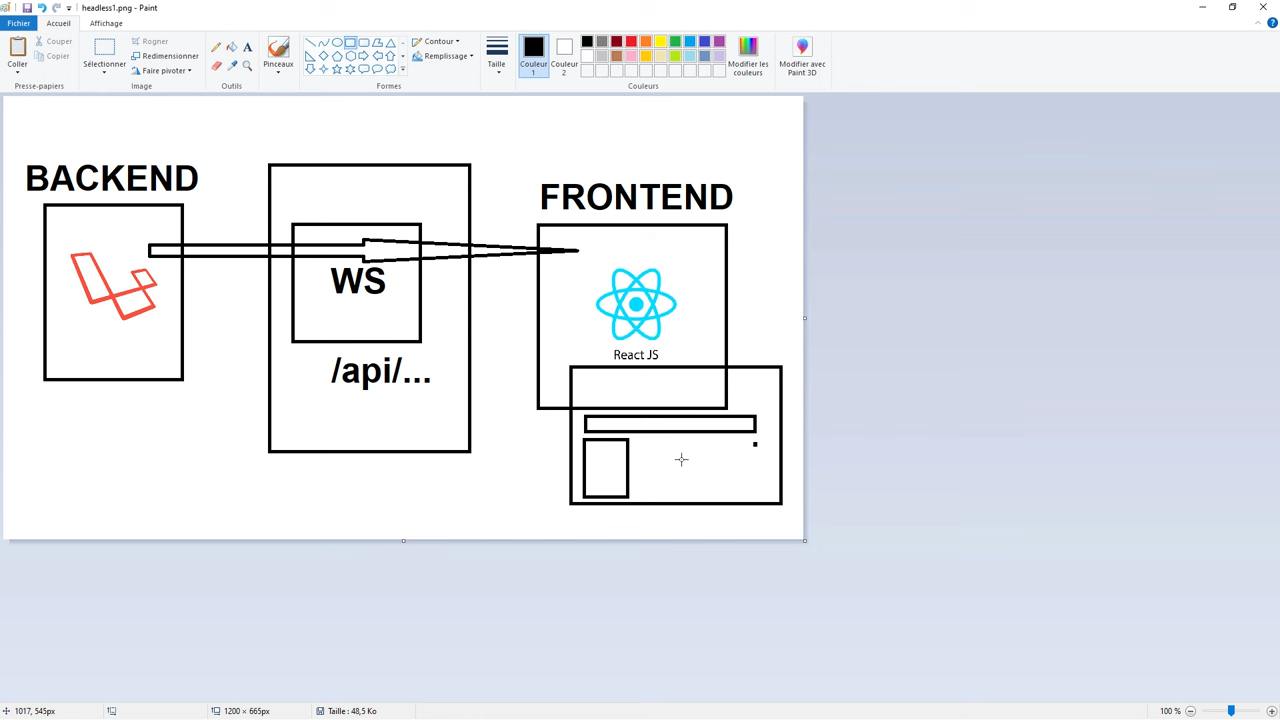 headless1.png - Paint
Fichier
Accueil
Affichage
Coller
Couper
Copier
Presse-papiers
Sélectionner
Rogner
Redimensionner
Faire pivoter
Image
A
Outils
Pinceaux
Contour
Remplissage
Formes
Taille
Couleur 1
Couleur 2
Modifier les couleurs
Couleurs
Modifier avec Paint 3D
BACKEND
WS
/api/...
FRONTEND
React JS
1017, 545px
1200 × 665px
Taille : 48,5 Ko
100 %